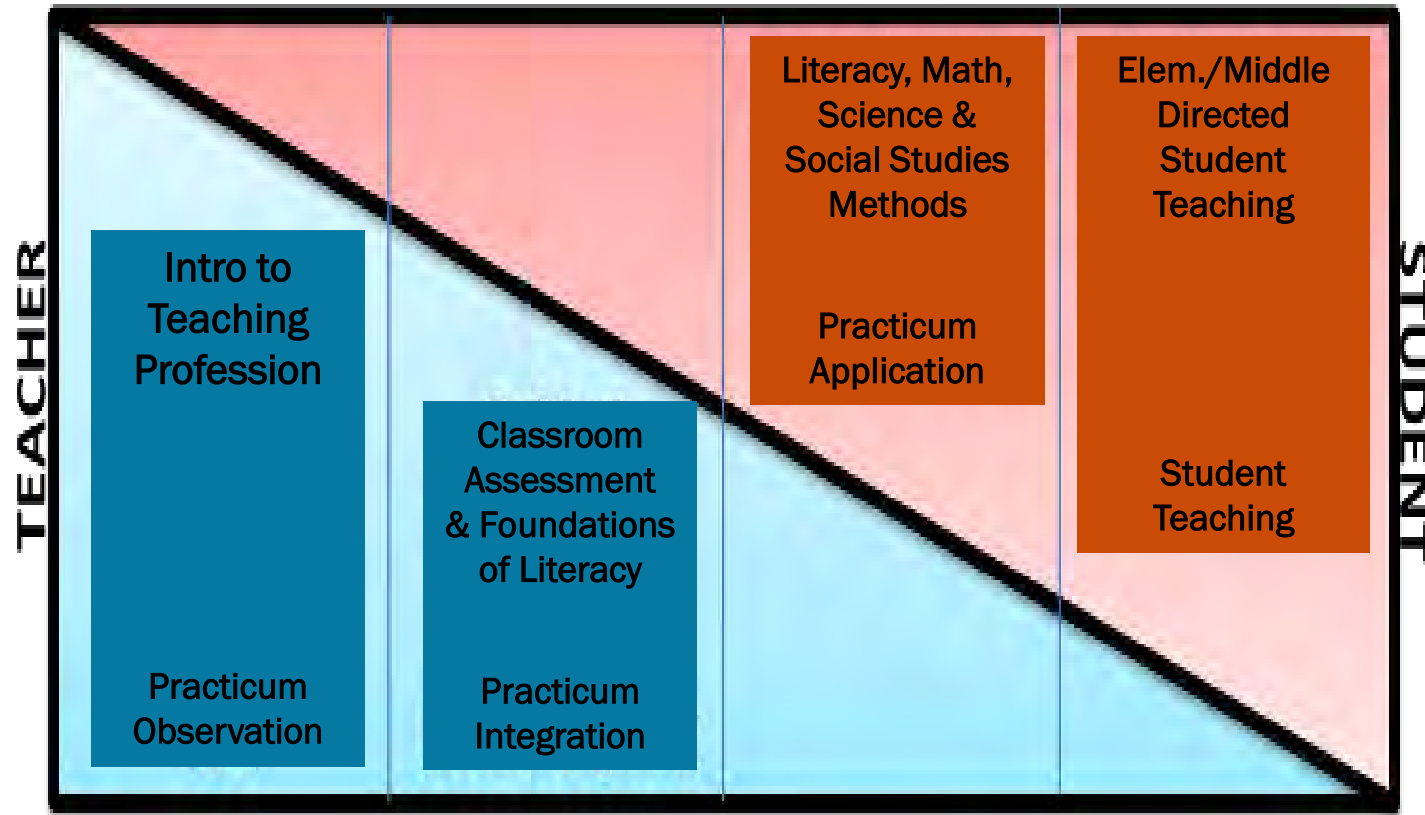 TEACHER
Intro to
Teaching
Profession
Practicum
Observation
Classroom
Assessment
& Foundations
of Literacy
Practicum
Integration
Literacy, Math,
Science &
Social Studies
Methods
Practicum
Application
Elem./Middle
Directed
Student
Teaching
Student
Teaching
STUDENT